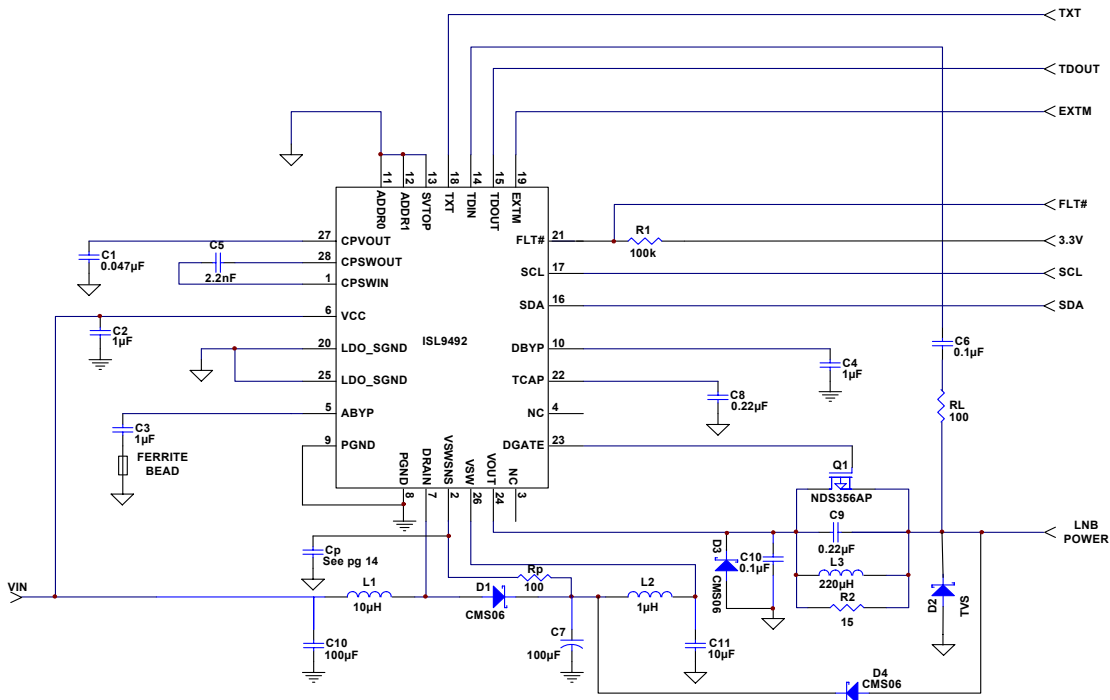 TXT
TDOUT
EXTM
11
12
13
18
14
15
19
ADDR0
ADDR1
SVTOP
TXT
TDIN
TDOUT
EXTM
FLT#
27
CPVOUT
FLT#
21
R1
100k
3.3V
C1
0.047µF
C5
2.2nF
28
CPSWOUT
1
CPSWIN
SCL
17
SCL
SDA
16
SDA
6
VCC
C2
1µF
ISL9492
20
LDO_SGND
DBYP
10
C4
1µF
C6
0.1µF
25
LDO_SGND
TCAP
22
C8
0.22µF
NC
4
RL
100
5
ABYP
C3
1µF
FERRITE
BEAD
9
PGND
DGATE
23
PGND
DRAIN
VSWSNS
VSW
VOUT
NC
8
7
2
26
24
3
Q1
NDS356AP
C9
0.22µF
L3
220µH
R2
15
LNB
POWER
Cp
See pg 14
D3
CMS06
C10
0.1µF
VIN
L1
10µH
D1
CMS06
Rp
100
L2
1µH
D2
TVS
C10
100µF
C7
100µF
C11
10µF
D4
CMS06